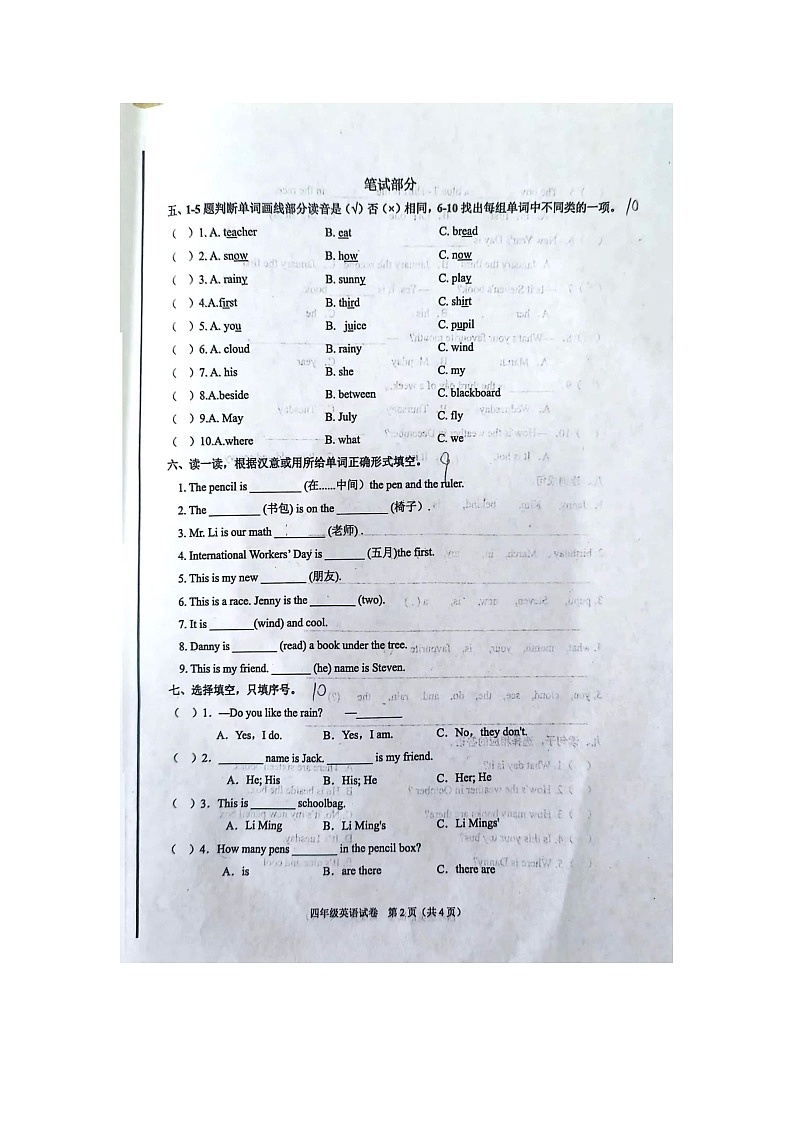 笔试部分
五、1-5 题判断单词画线部分读音是（√）否（×）相同，6-10 找出每组单词中不同类的一项。 10
(  )1. A. teacher B. eat C. bread
(  )2. A. snow B. how C. now
(  )3. A. rainy B. sunny C. play
(  )4.A.first B. third C. shirt
(  )5. A. you B. juice C. pupil
(  )6. A. cloud B. rainy C. wind
(  )7. A. his B. she C. my
(  )8.A.beside B. between C. blackboard
(  )9.A. May B. July C. fly
(  )10.A.where B. what C. we
六、读一读，根据汉意或用所给单词正确形式填空。 9
1. The pencil is ________ (在……中间）the pen and the ruler.
2. The ________ (书包) is on the ________ (椅子）.
3. Mr. Li is our math ________ (老师) .
4. International Workers' Day is ______ (五月)the first.
5. This is my new _______ (朋友).
6. This is a race. Jenny is the _______ (two).
7. It is _______(wind) and cool.
8. Danny is _______ (read) a book under the tree.
9. This is my friend. ______ (he) name is Steven.
七、选择填空，只填序号。 10
(  )1．—Do you like the rain? —_______
A．Yes，I do. B．Yes，I am. C．No，they don't.
(  )2．_______ name is Jack. _______ is my friend.
A．He; His B．His; He C．Her; He
(  )3．This is _______ schoolbag.
A．Li Ming B．Li Ming's C．Li Mings'
(  )4．How many pens _______ in the pencil box?
A．is B．are there C．there are
四年级英语试卷 第 2 页（共 4 页）